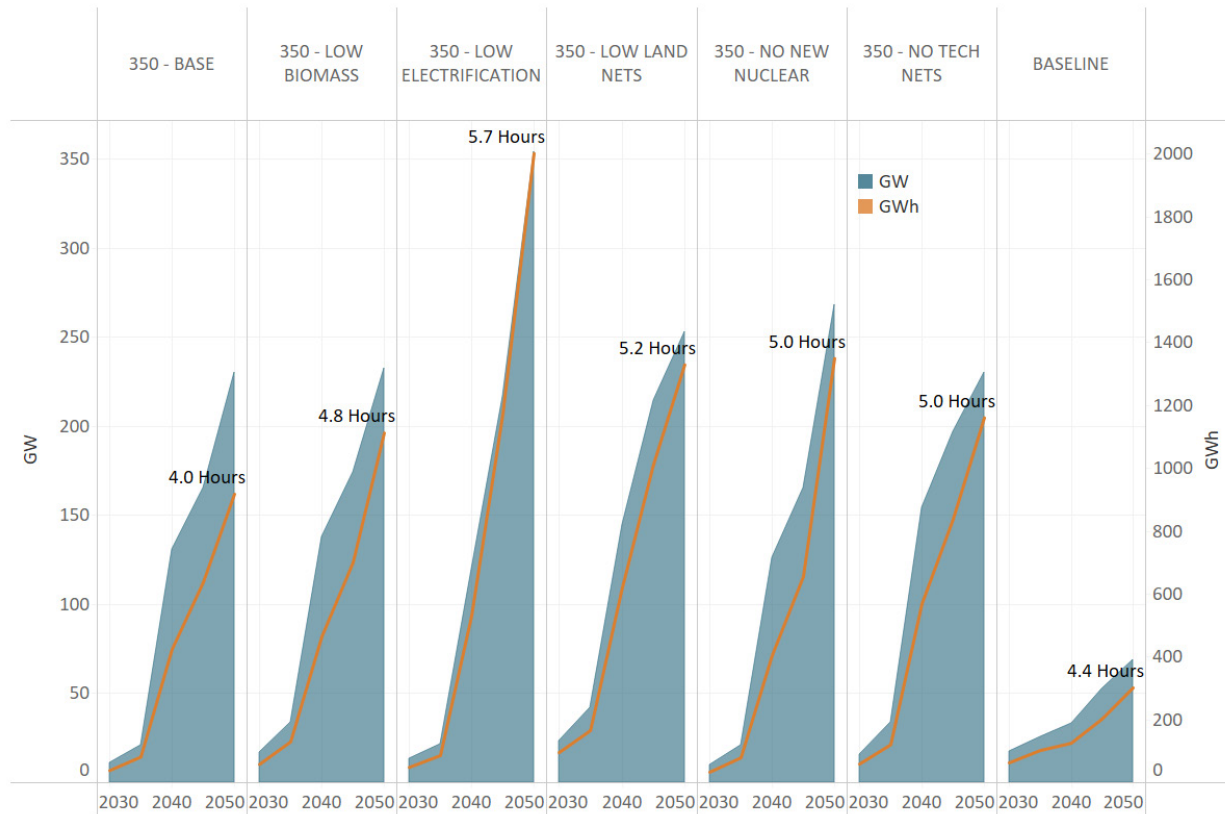 350 - BASE
350 - LOW
BIOMASS
350 - LOW
ELECTRIFICATION
350 - LOW LAND
NETS
350 - NO NEW
NUCLEAR
350 - NO TECH
NETS
BASELINE
GW
350
300
250
200
150
100
50
0
4.0 Hours
4.8 Hours
5.7 Hours
5.2 Hours
5.0 Hours
5.0 Hours
4.4 Hours
GW
GWh
2000
1800
1600
1400
1200
1000
800
600
400
200
0
GWh
2030 2040 2050
2030 2040 2050
2030 2040 2050
2030 2040 2050
2030 2040 2050
2030 2040 2050
2030 2040 2050